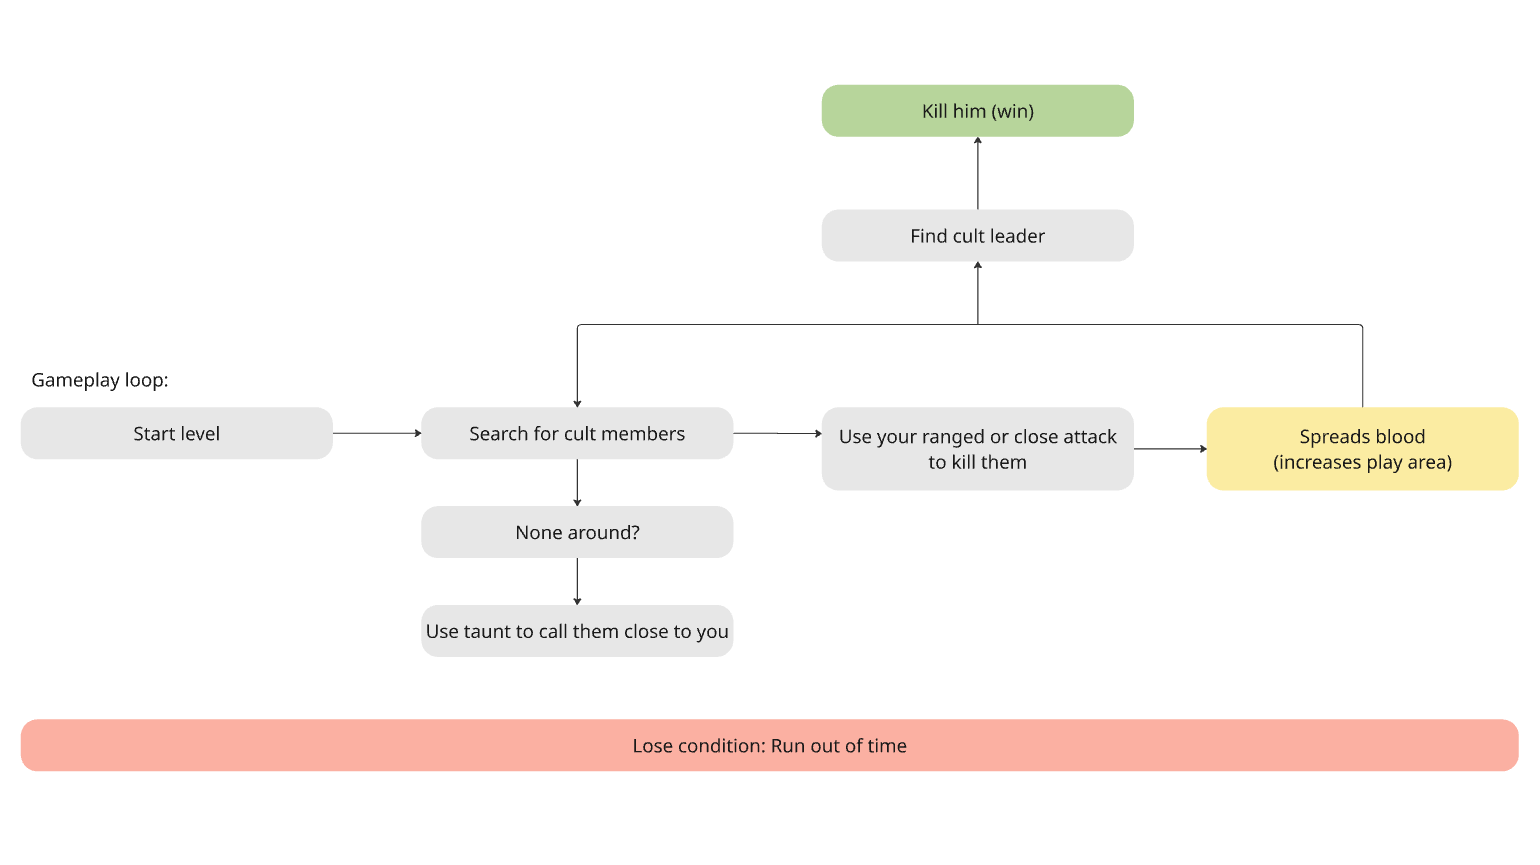 Kill him (win)
Find cult leader
Gameplay loop:
Start level
Search for cult members
Use your ranged or close attack
to kill them
Spreads blood
(increases play area)
None around?
Use taunt to call them close to you
Lose condition: Run out of time